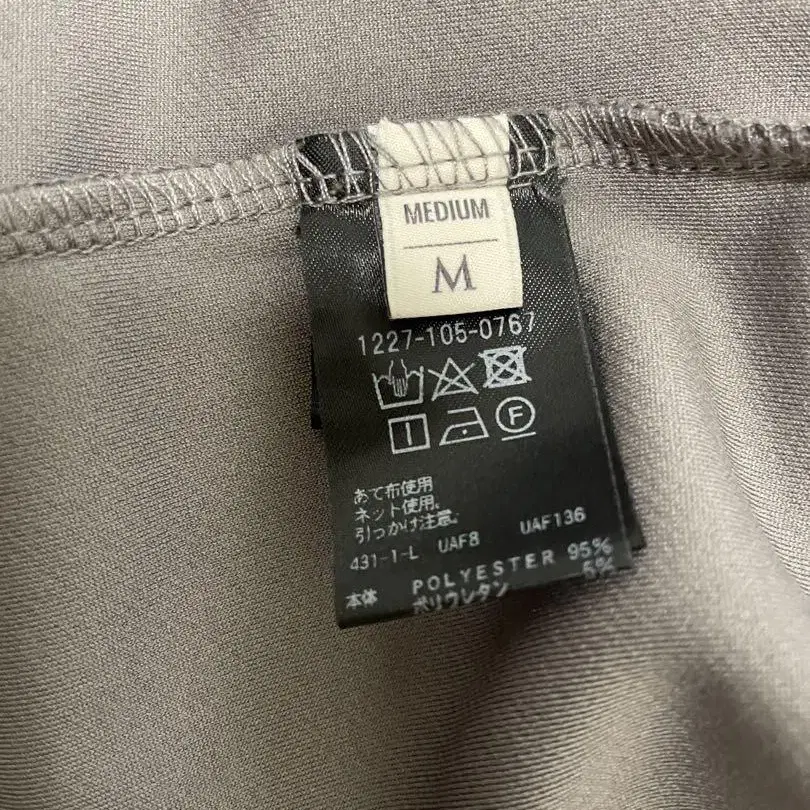 MEDIUM
M
1227-105-0767
F
あて布使用
ネット使用。
引っかけ注意。
431-1-L UAF8 UAF136
本体 POLYESTER 95%
ポリウレタン 5%